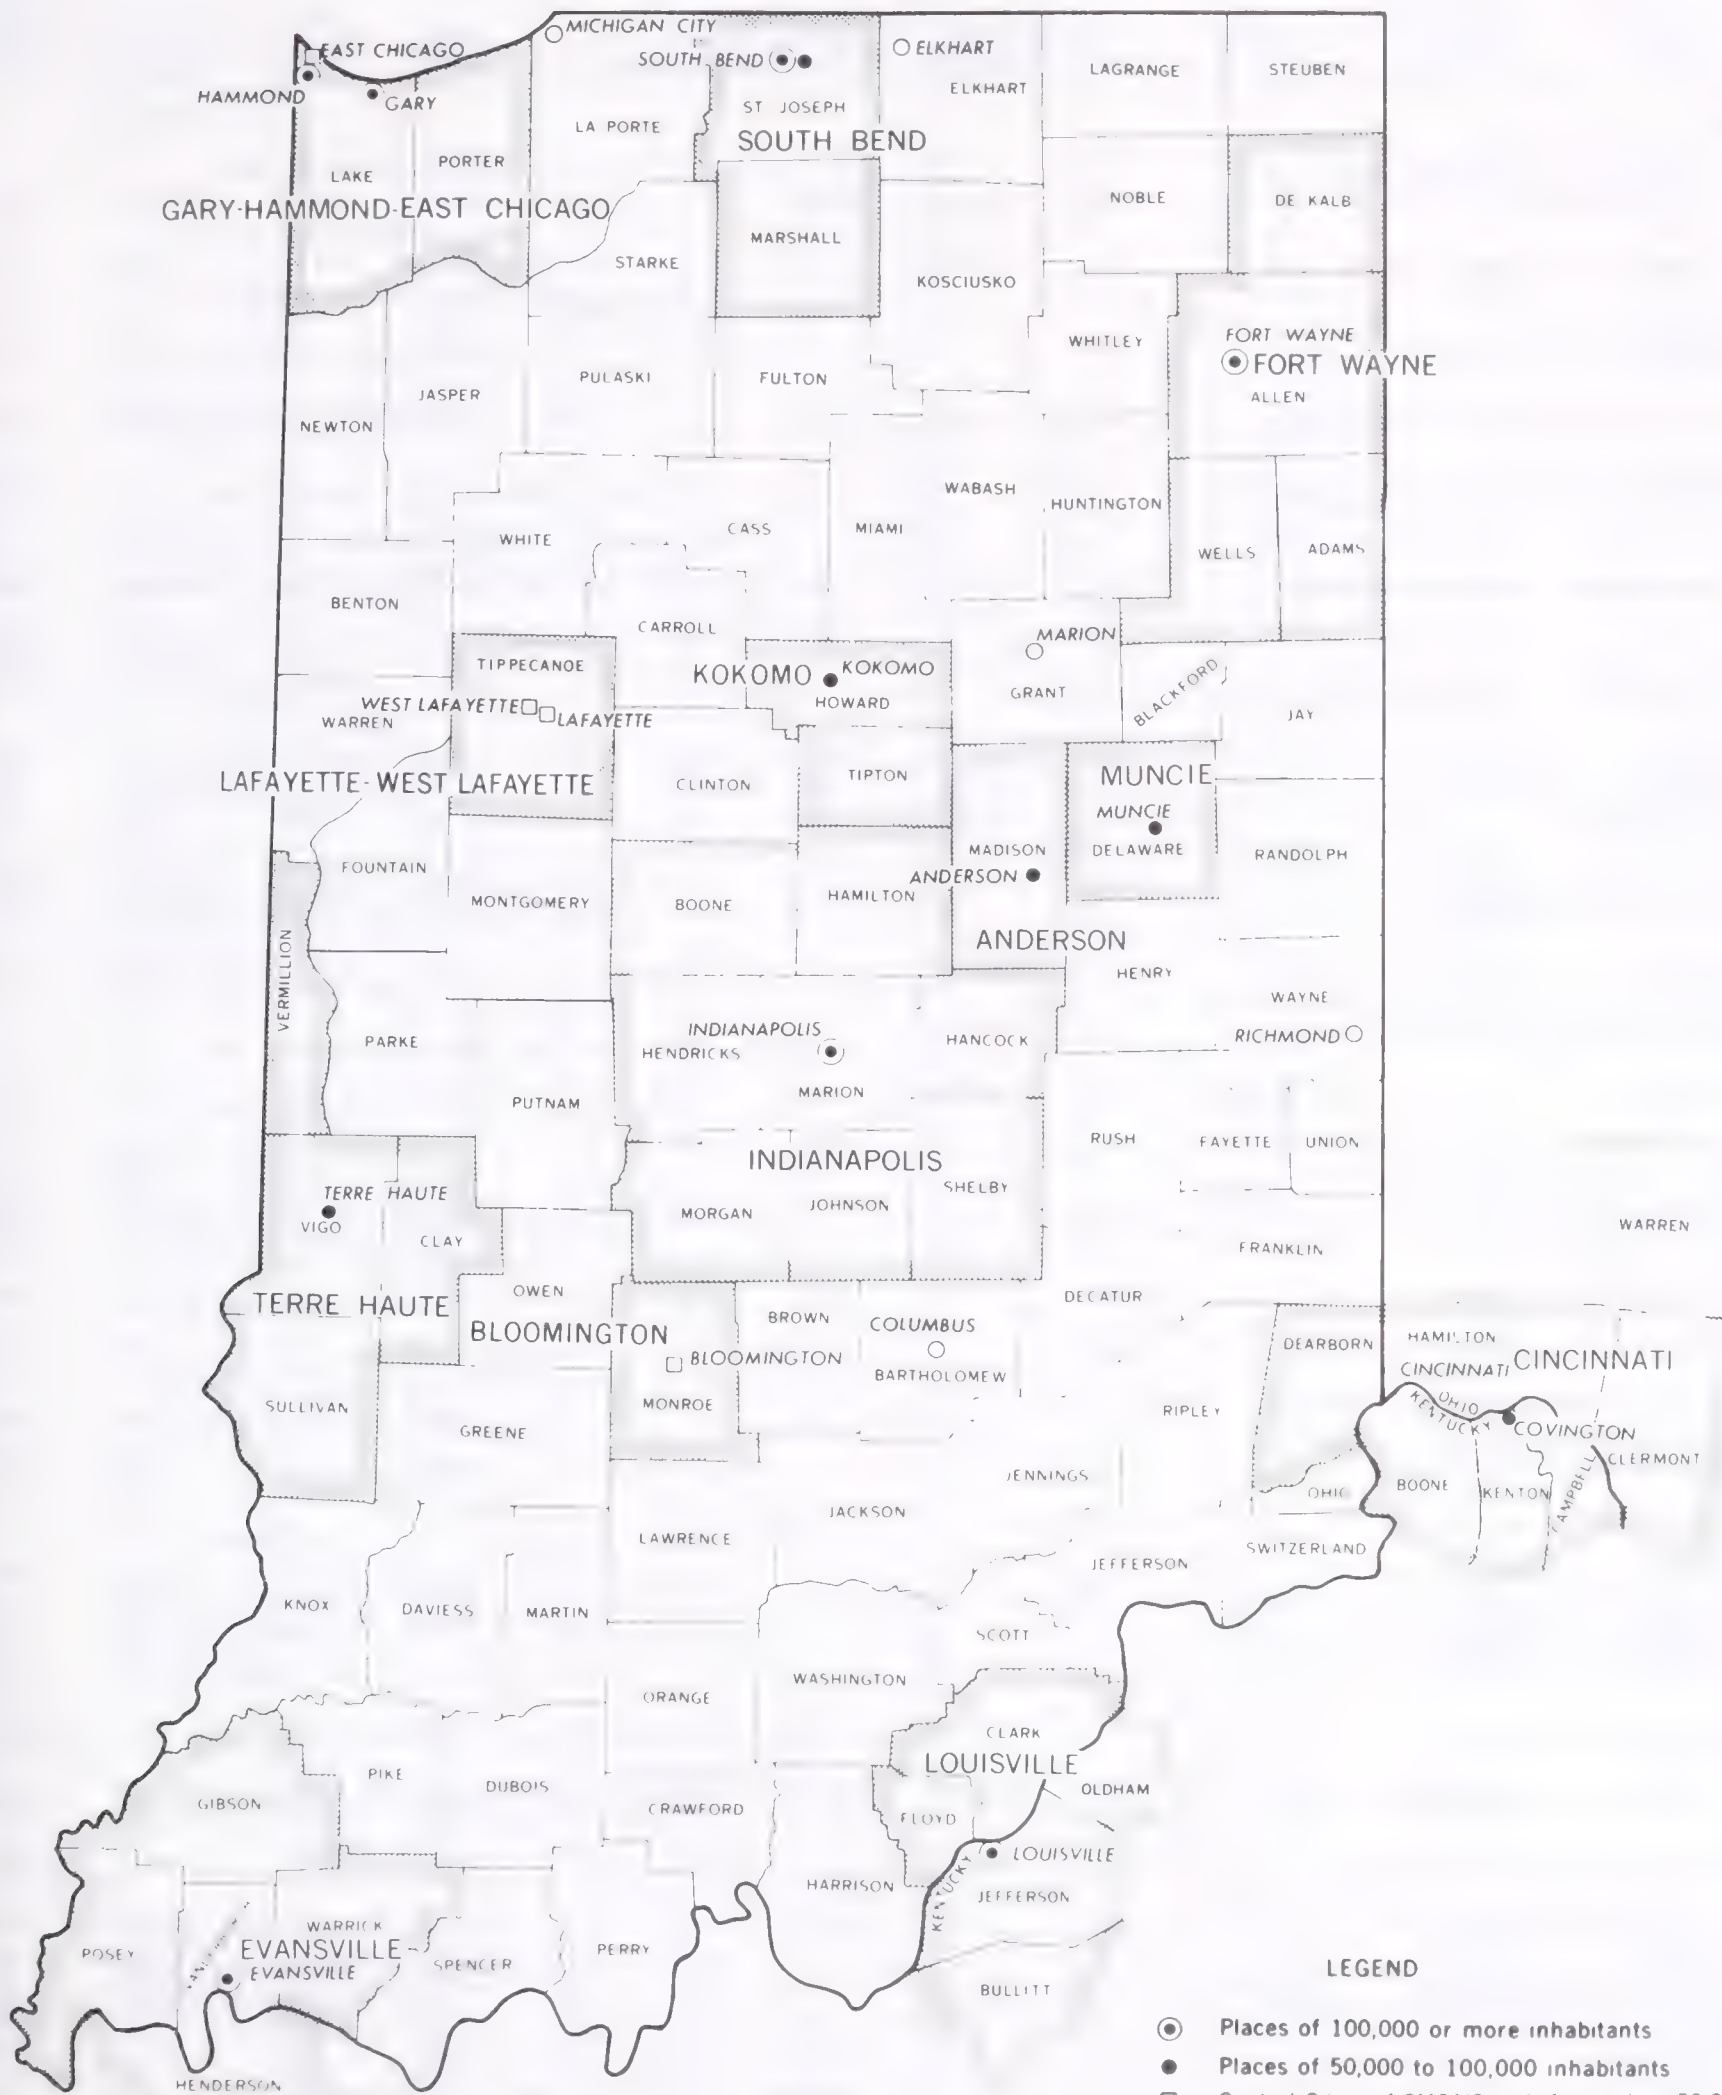 MICHIGAN CITY
EAST CHICAGO
SOUTH BEND
ELKHART
LAGRANGE
STEUBEN
HAMMOND
GARY
ELKHART
ST JOSEPH
LA PORTE
SOUTH BEND
PORTER
LAKE
NOBLE
DE KALB
GARY-HAMMOND-EAST CHICAGO
MARSHALL
STARKE
KOSCIUSKO
FORT WAYNE
WHITLEY
FORT WAYNE
PULASKI
FULTON
JASPER
ALLEN
NEWTON
WABASH
HUNTINGTON
CASS
MIAMI
WHITE
WELLS
ADAMS
BENTON
CARROLL
MARION
TIPPECANOE
KOKOMO
KOKOMO
BLACKFORD
GRANT
HOWARD
WEST LAFAYETTE
LAFAYETTE
WARREN
JAY
LAFAYETTE-WEST LAFAYETTE
CLINTON
TIPTON
MUNCIE
MUNCIE
MADISON
DELAWARE
RANDOLPH
FOUNTAIN
ANDERSON
MONTGOMERY
BOONE
HAMILTON
ANDERSON
VERMILLION
HENRY
WAYNE
INDIANAPOLIS
RICHMOND
PARKE
HENDRICKS
HANCOCK
MARION
PUTNAM
RUSH
FAYETTE
UNION
INDIANAPOLIS
TERRE HAUTE
SHELBY
VIGO
MORGAN
JOHNSON
WARREN
CLAY
FRANKLIN
OWEN
TERRE HAUTE
DECATUR
BROWN
COLUMBUS
BLOOMINGTON
BLOOMINGTON
DEARBORN
HAMILTON
CINCINNATI
CINCINNATI
BARTHOLOMEW
SULLIVAN
MONROE
RIPLEY
OHIO
KENTUCKY
COVINGTON
GREENE
CLERMONT
JENNINGS
OHIO
BOONE
KENTON
CAMPBELL
JACKSON
LAWRENCE
SWITZERLAND
JEFFERSON
KNOX
DAVIESS
MARTIN
SCOTT
WASHINGTON
ORANGE
CLARK
LOUISVILLE
PIKE
DUBOIS
OLDHAM
GIBSON
CRAWFORD
FLOYD
LOUISVILLE
HARRISON
KENTUCKY
JEFFERSON
WARRICK
POSEY
EVANSVILLE
PERRY
SPENCER
EVANSVILLE
BULLITT
HENDERSON
LEGEND
Places of 100,000 or more inhabitants
Places of 50,000 to 100,000 inhabitants